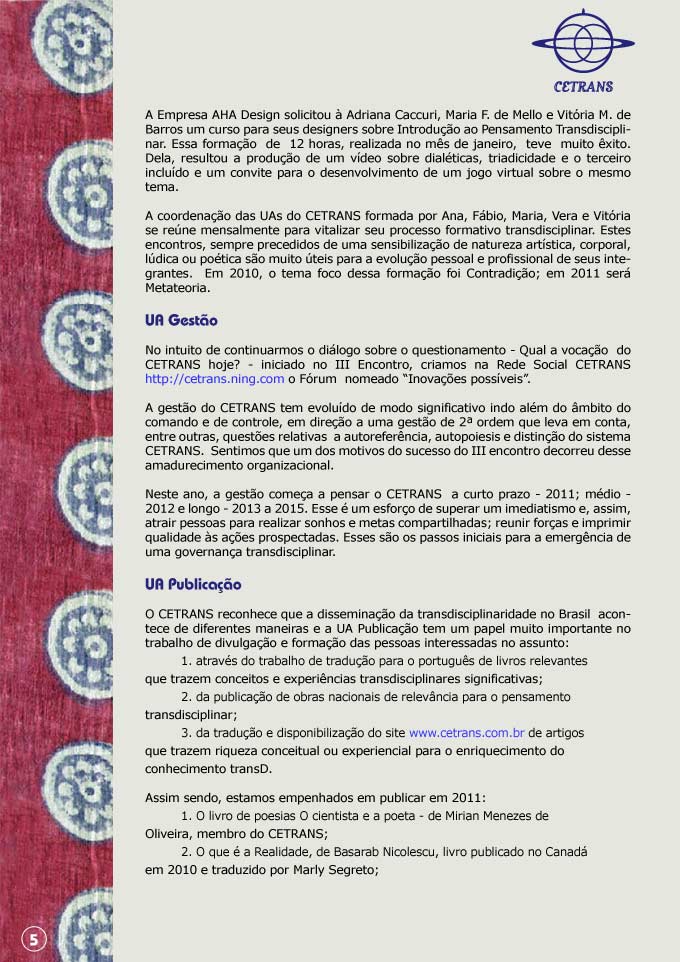 CETRANS
A Empresa AHA Design solicitou à Adriana Caccuri, Maria F. de Mello e Vitória M. de
Barros um curso para seus designers sobre Introdução ao Pensamento Transdiscipli-
nar. Essa formação de 12 horas, realizada no mês de janeiro, teve muito êxito.
Dela, resultou a produção de um vídeo sobre dialéticas, triadicidade e o terceiro
incluído e um convite para o desenvolvimento de um jogo virtual sobre o mesmo
tema.
A coordenação das UAs do CETRANS formada por Ana, Fábio, Maria, Vera e Vitória
se reúne mensalmente para vitalizar seu processo formativo transdisciplinar. Estes
encontros, sempre precedidos de uma sensibilização de natureza artística, corporal,
lúdica ou poética são muito úteis para a evolução pessoal e profissional de seus inte-
grantes. Em 2010, o tema foco dessa formação foi Contradição; em 2011 será
Metateoria.
UA Gestão
No intuito de continuarmos o diálogo sobre o questionamento - Qual a vocação do
CETRANS hoje? - iniciado no III Encontro, criamos na Rede Social CETRANS
http://cetrans.ning.com o Fórum nomeado “Inovações possíveis”.
A gestão do CETRANS tem evoluído de modo significativo indo além do âmbito do
comando e de controle, em direção a uma gestão de 2ª ordem que leva em conta,
entre outras, questões relativas a autoreferência, autopoiesis e distinção do sistema
CETRANS. Sentimos que um dos motivos do sucesso do III encontro decorreu desse
amadurecimento organizacional.
Neste ano, a gestão começa a pensar o CETRANS a curto prazo - 2011; médio -
2012 e longo - 2013 a 2015. Esse é um esforço de superar um imediatismo e, assim,
atrair pessoas para realizar sonhos e metas compartilhadas; reunir forças e imprimir
qualidade às ações prospectadas. Esses são os passos iniciais para a emergência de
uma governança transdisciplinar.
UA Publicação
O CETRANS reconhece que a disseminação da transdisciplinaridade no Brasil acon-
tece de diferentes maneiras e a UA Publicação tem um papel muito importante no
trabalho de divulgação e formação das pessoas interessadas no assunto:
1. através do trabalho de tradução para o português de livros relevantes
que trazem conceitos e experiências transdisciplinares significativas;
2. da publicação de obras nacionais de relevância para o pensamento
transdisciplinar;
3. da tradução e disponibilização do site www.cetrans.com.br de artigos
que trazem riqueza conceitual ou experiencial para o enriquecimento do
conhecimento transD.
Assim sendo, estamos empenhados em publicar em 2011:
1. O livro de poesias O cientista e a poeta - de Mirian Menezes de
Oliveira, membro do CETRANS;
2. O que é a Realidade, de Basarab Nicolescu, livro publicado no Canadá
em 2010 e traduzido por Marly Segreto;
5